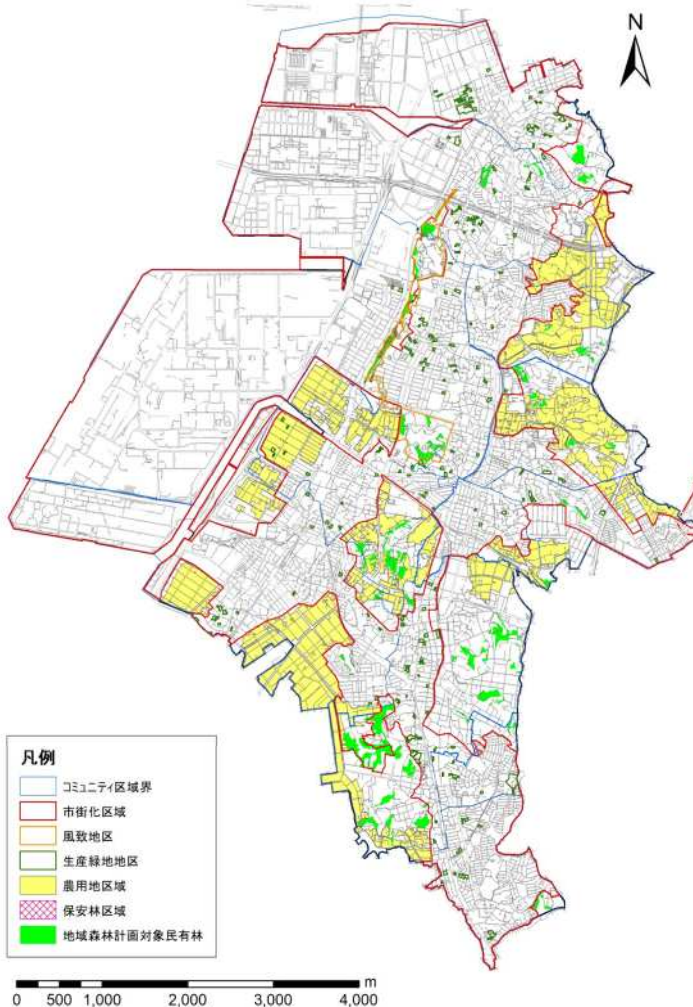 N
凡例
コミュニティ区域界
市街化区域
風致地区
生産緑地地区
農用地区域
保安林区域
地域森林計画対象民有林
m
0 500 1,000 2,000 3,000 4,000